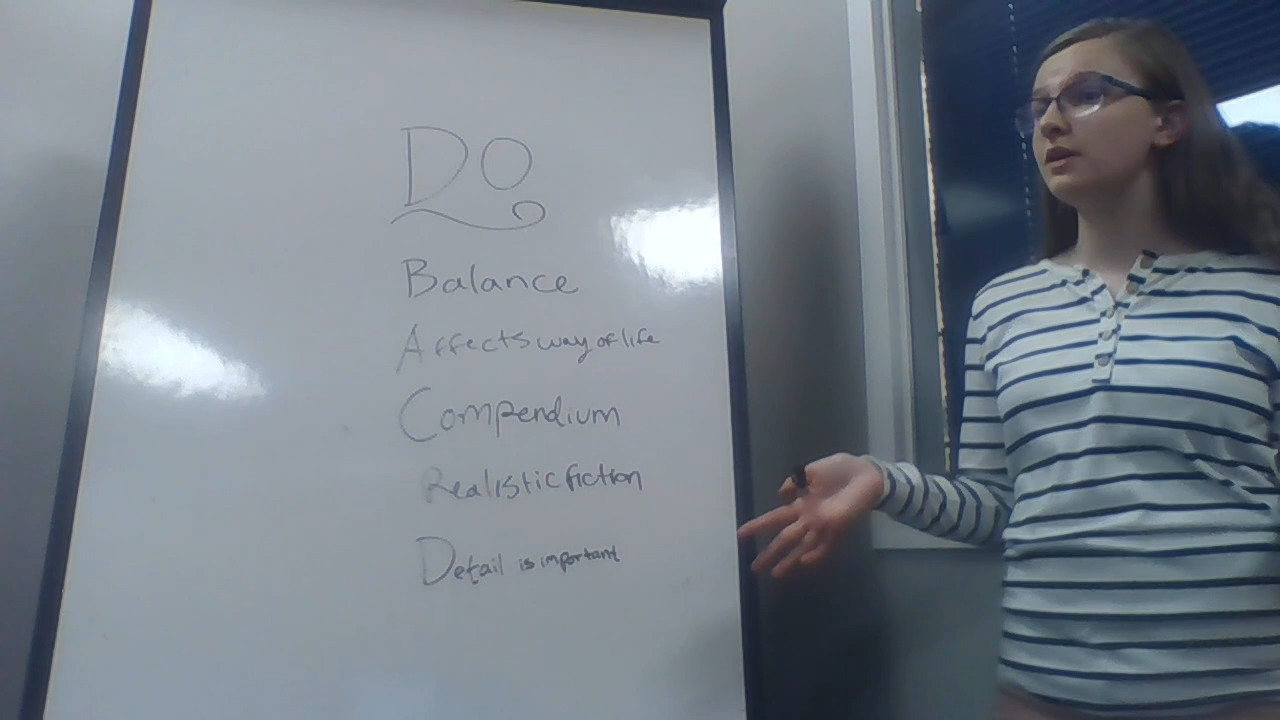 DO
Balance
Affects way of life
Compendium
Realistic fiction
Detail is important